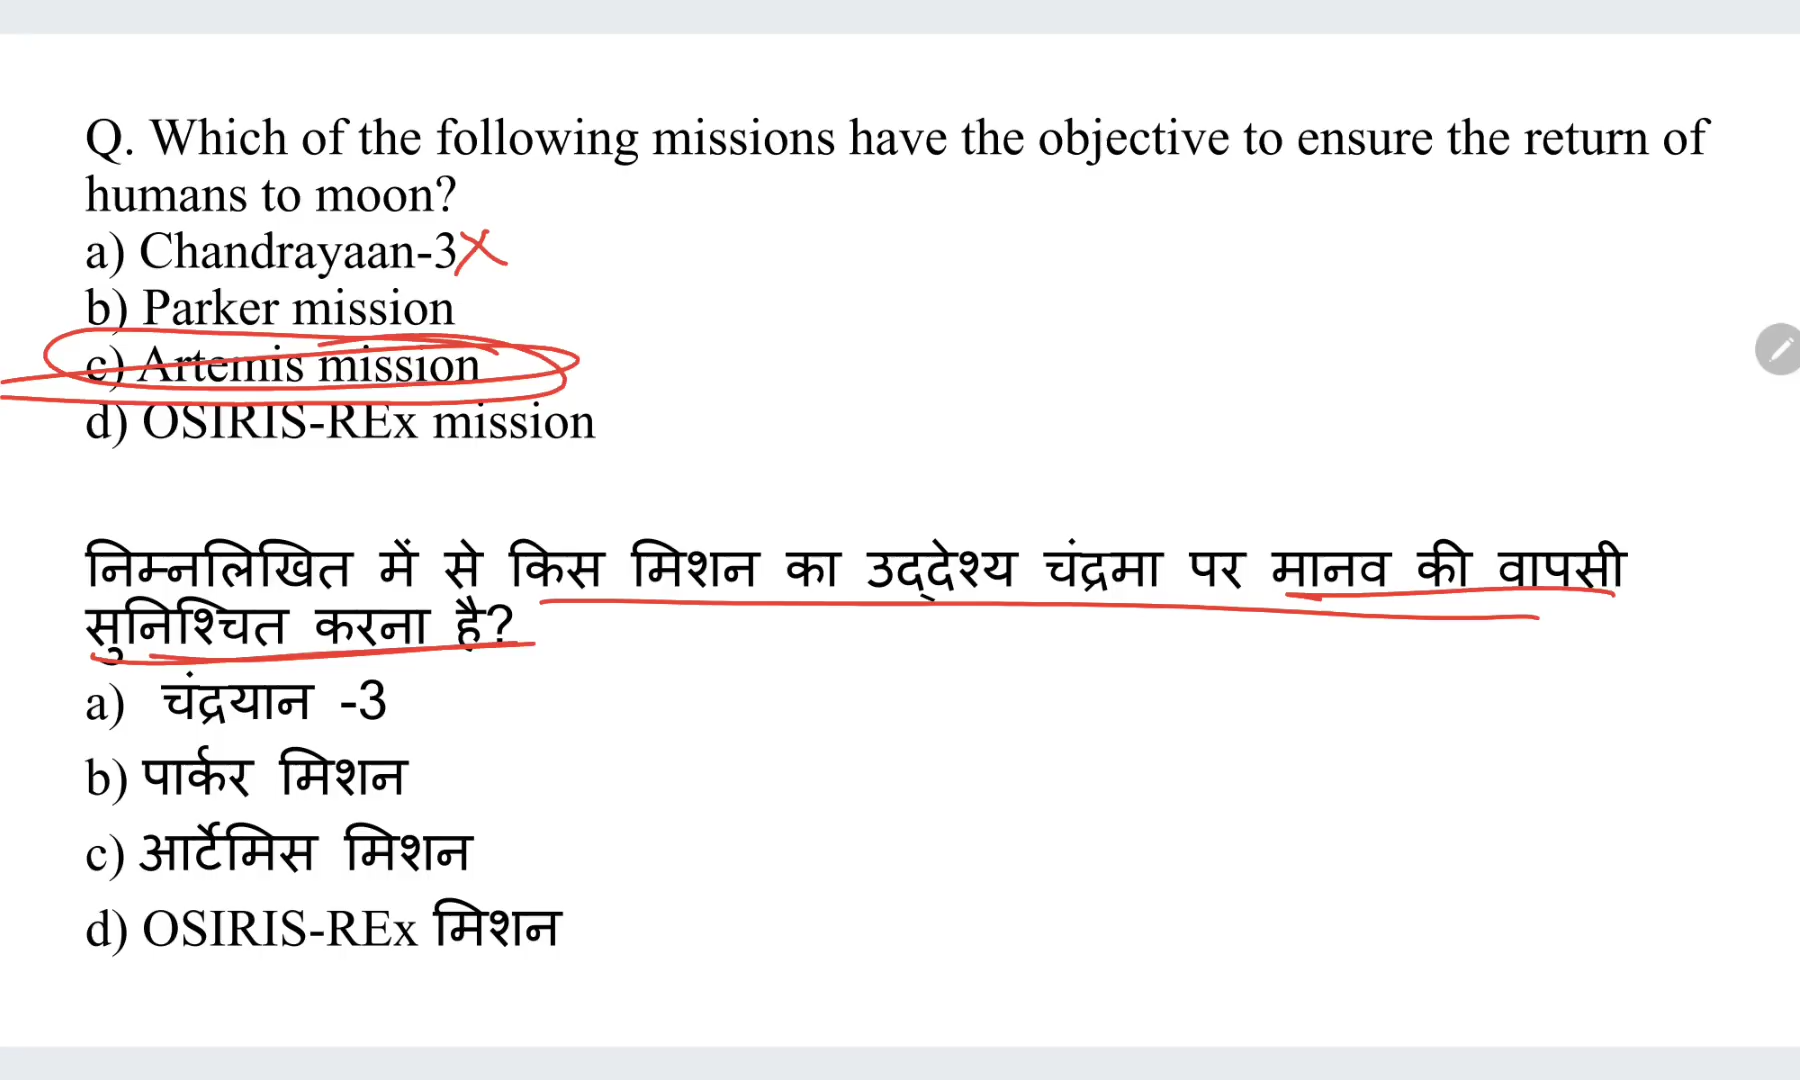 Q. Which of the following missions have the objective to ensure the return of
humans to moon?
a) Chandrayaan-3
b) Parker mission
c) Artemis mission
d) OSIRIS-REx mission
निम्नलिखित में से किस मिशन का उद्देश्य चंद्रमा पर मानव की वापसी
सुनिश्चित करना है?
a) चंद्रयान -3
b) पार्कर मिशन
c) आर्टेमिस मिशन
d) OSIRIS-REx मिशन